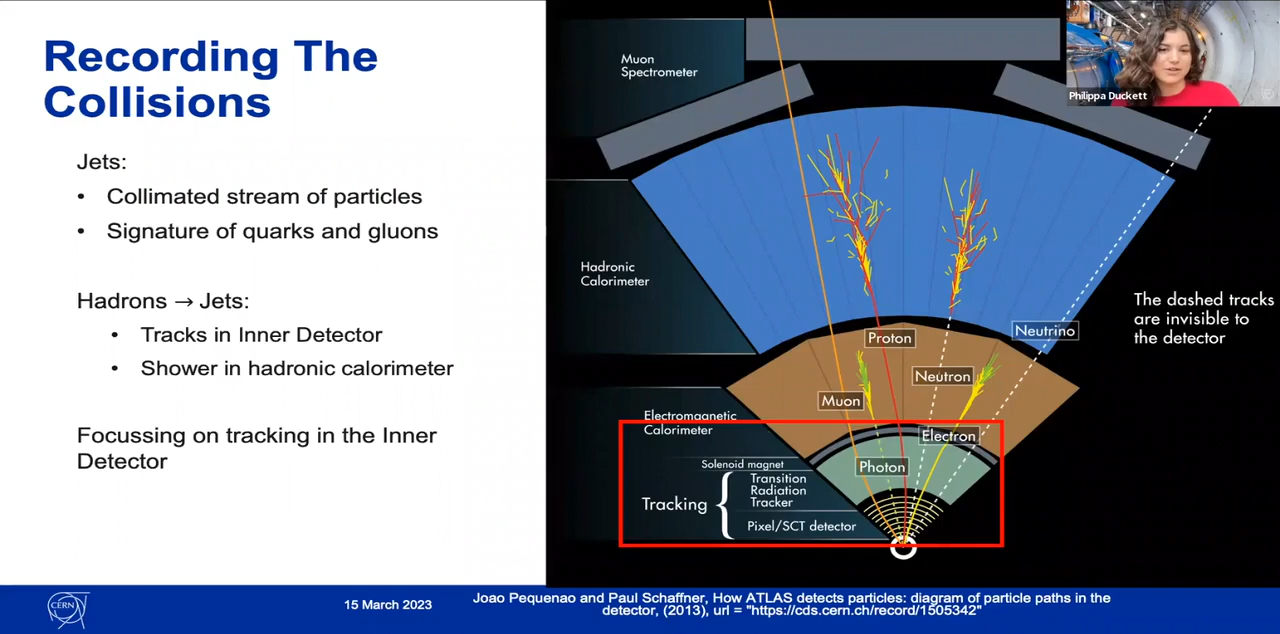 Recording The
Collisions
Jets:
• Collimated stream of particles
• Signature of quarks and gluons
Hadrons → Jets:
• Tracks in Inner Detector
• Shower in hadronic calorimeter
Focussing on tracking in the Inner
Detector
Muon
Spectrometer
Hadronic
Calorimeter
Electromagnetic
Calorimeter
Solenoid magnet
Tracking
Transition
Radiation
Tracker
Pixel/SCT detector
Proton
Neutrino
Neutron
Muon
Electron
Photon
The dashed tracks
are invisible to
the detector
Philippa Duckett
CERN
15 March 2023
Joao Pequenao and Paul Schaffner, How ATLAS detects particles: diagram of particle paths in the
detector, (2013), url = "https://cds.cern.ch/record/1505342"